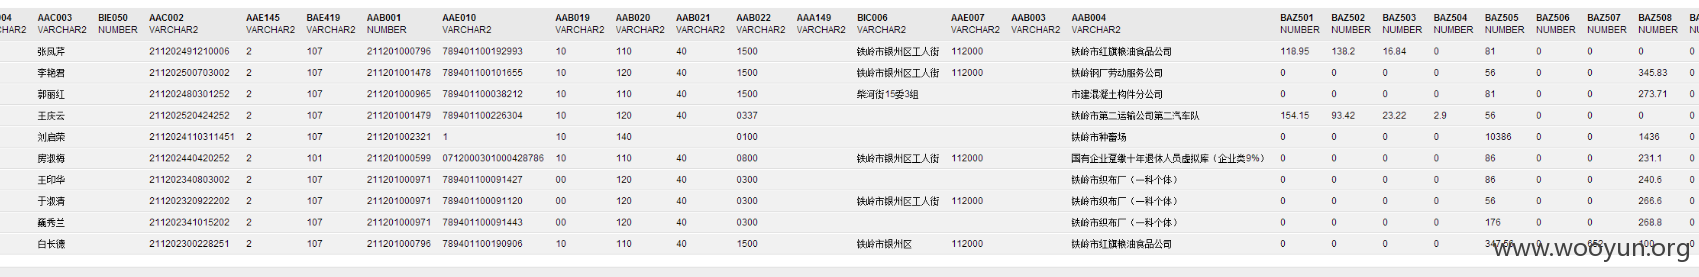 004 AAC003 BIE050 AAC002 AAE145 BAE419 AAB001 AAE010 AAB019 AAB020 AAB021 AAB022 AAA149 BIC006 AAE007 AAB003 AAB004 BAZ501 BAZ502 BAZ503 BAZ504 BAZ505 BAZ506 BAZ507 BAZ508
CHAR2 VARCHAR2 NUMBER VARCHAR2 VARCHAR2 VARCHAR2 NUMBER VARCHAR2 VARCHAR2 VARCHAR2 VARCHAR2 VARCHAR2 VARCHAR2 VARCHAR2 VARCHAR2 VARCHAR2 VARCHAR2 NUMBER NUMBER NUMBER NUMBER NUMBER NUMBER NUMBER NUMBER
张凤芹 211202491210006 2 107 211201000796 789401100192993 10 110 40 1500 铁岭市银州区工人街 112000 铁岭市红旗粮油食品公司 118.95 138.2 16.84 0 81 0 0 0 0
李艳君 211202500703002 2 107 211201001478 789401100101655 10 120 40 1500 铁岭市银州区工人街 112000 铁岭钢厂劳动服务公司 0 0 0 0 56 0 0 345.83 0
郭丽红 211202480301252 2 107 211201000965 789401100038212 10 110 40 1500 柴河街15委3组 市建混凝土构件分公司 0 0 0 0 81 0 0 273.71 0
王庆云 211202520424252 2 107 211201001479 789401100226304 10 120 40 0337 铁岭市第二运输公司第二汽车队 154.15 93.42 23.22 2.9 56 0 0 0 0
刘启荣 2112024110311451 2 107 211201002321 1 10 140 0100 铁岭市种畜场 0 0 0 0 10386 0 0 1436 0
房淑梅 211202440420252 2 101 211201000599 0712000301000428786 10 110 40 0800 铁岭市银州区工人街 112000 国有企业趸缴十年退休人员虚拟库（企业类9%） 0 0 0 0 86 0 0 231.1 0
王印华 211202340803002 2 107 211201000971 789401100091427 00 120 40 0300 铁岭市织布厂（一科个体） 0 0 0 0 86 0 0 240.6 0
于淑清 211202320922202 2 107 211201000971 789401100091120 00 120 40 0300 铁岭市银州区工人街 112000 铁岭市织布厂（一科个体） 0 0 0 0 56 0 0 266.6 0
巍秀兰 211202341015202 2 107 211201000971 789401100091443 00 120 40 0300 铁岭市织布厂（一科个体） 0 0 0 0 176 0 0 268.8 0
白长德 211202300228251 2 107 211201000796 789401100190906 10 110 40 1500 铁岭市银州区 112000 铁岭市红旗粮油食品公司 0 0 0 0 0 100 0
www.wooyun.org